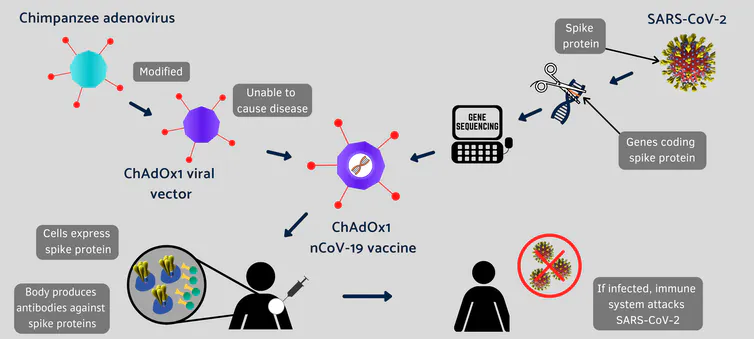 Chimpanzee adenovirus
SARS-CoV-2
Spike
protein
Modified
Unable to
cause disease
GENE
SEQUENCING
Genes coding
spike protein
ChAdOx1 viral
vector
ChAdOx1
nCoV-19 vaccine
Cells express
spike protein
Body produces
antibodies against
spike proteins
If infected, immune
system attacks
SARS-CoV-2